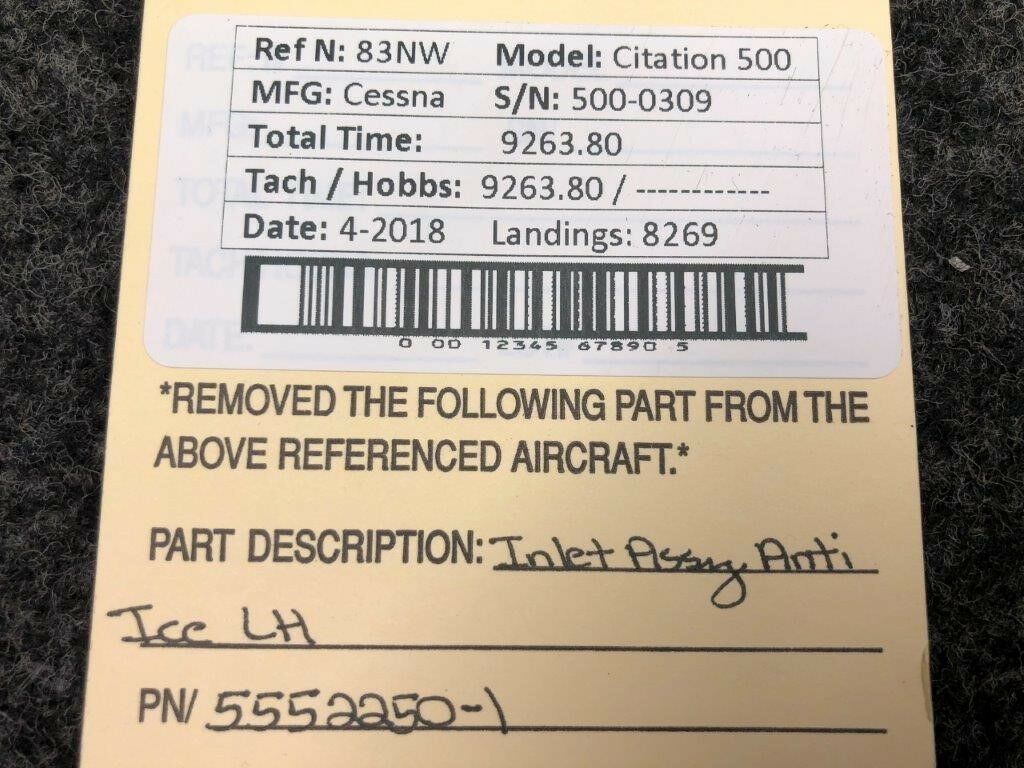 Ref N: 83NW Model: Citation 500
MFG: Cessna S/N: 500-0309
Total Time: 9263.80
Tach / Hobbs: 9263.80 / ------------
Date: 4-2018 Landings: 8269
0 00 12345 67890 5
*REMOVED THE FOLLOWING PART FROM THE
ABOVE REFERENCED AIRCRAFT.*
PART DESCRIPTION: Inlet Assy Anti
Ice LH
PN/ 5552250-1